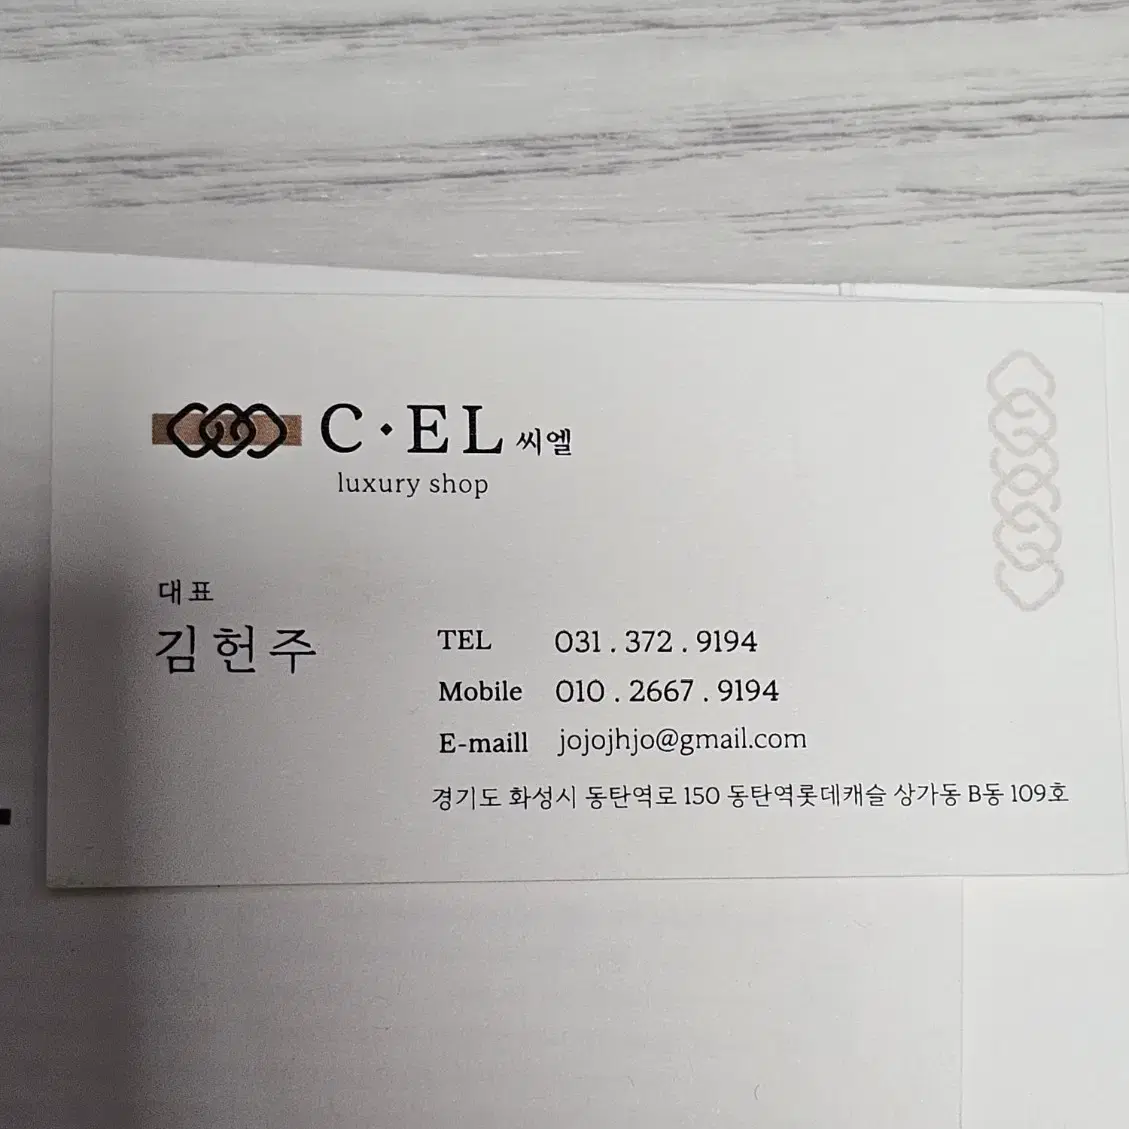 C·EL 씨엘
luxury shop
대표
김헌주
TEL 031 . 372 . 9194
Mobile 010 . 2667 . 9194
E-maill jojojhjo@gmail.com
경기도 화성시 동탄역로 150 동탄역롯데캐슬 상가동 B동 109호